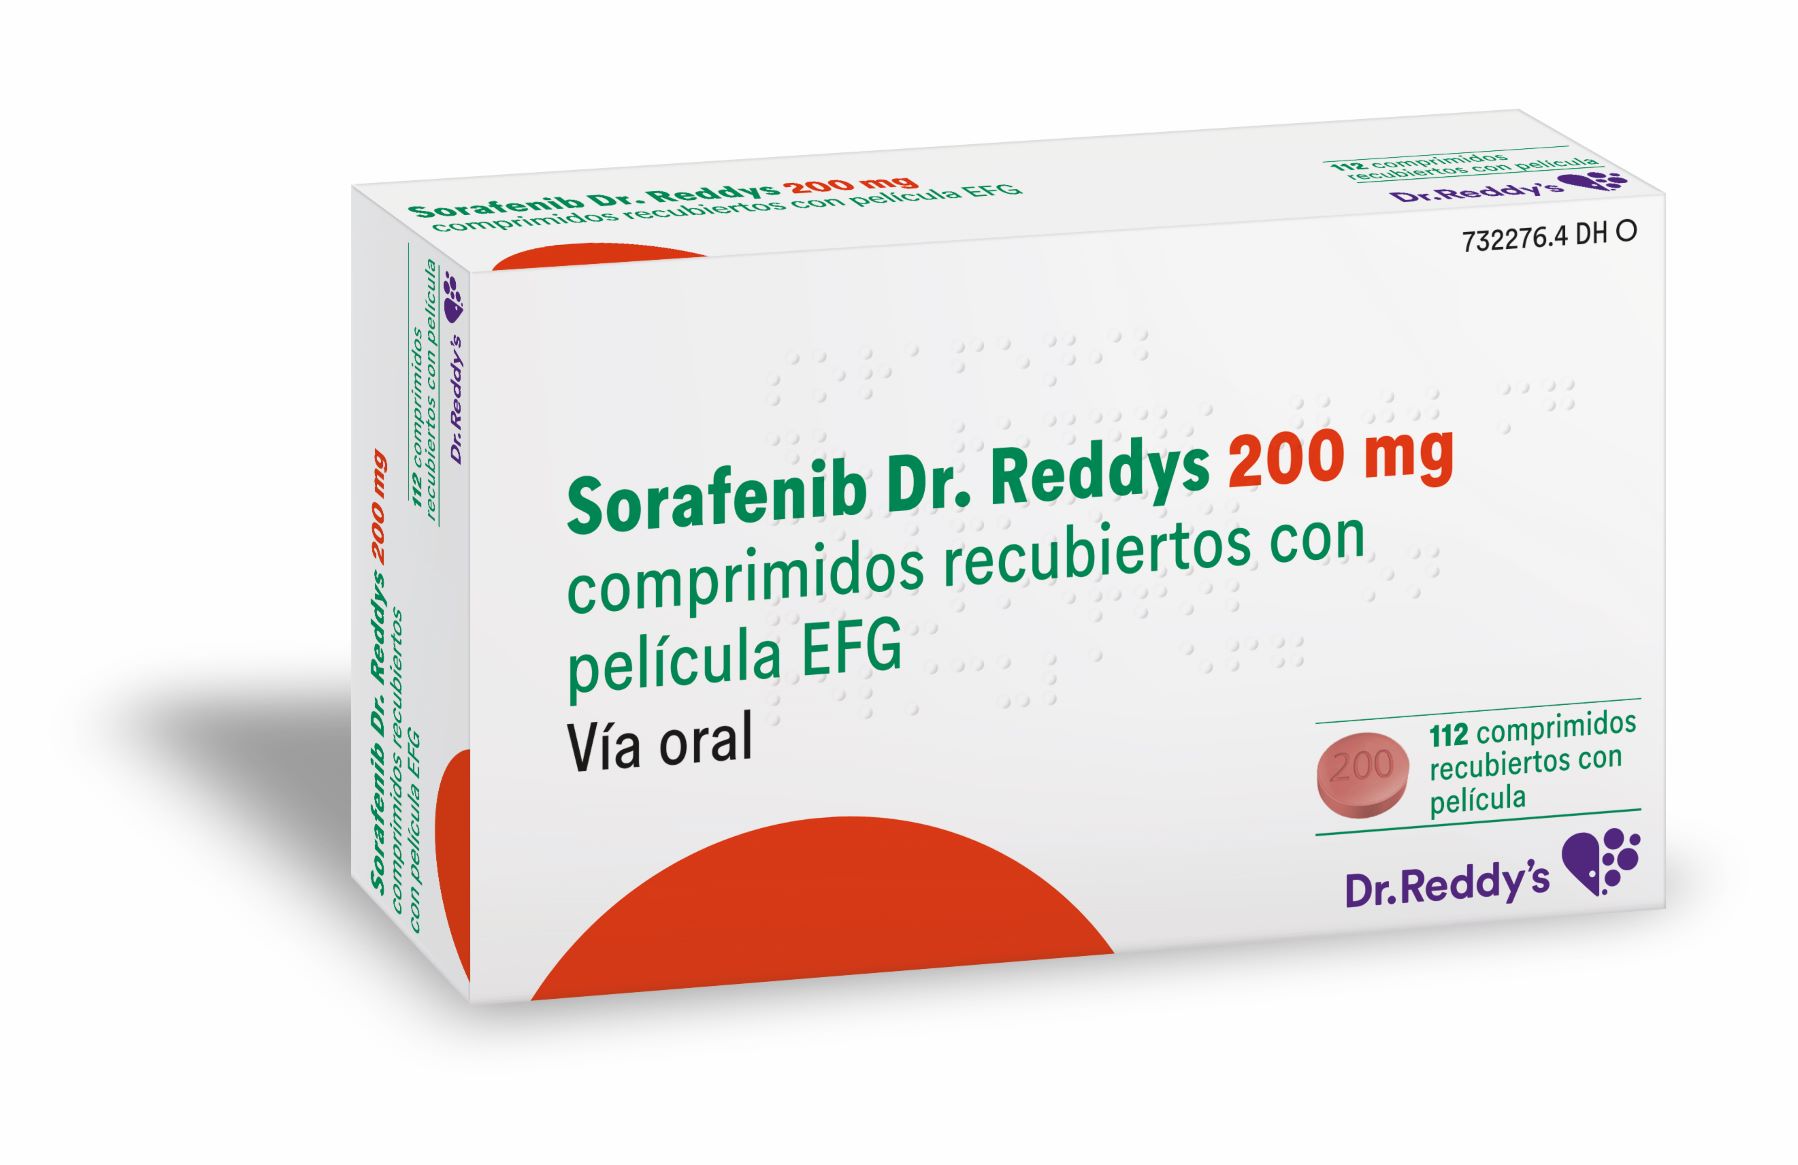 Sorafenib Dr. Reddys 200 mg
comprimidos recubiertos con película EFG
112 comprimidos
recubiertos con película
Dr.Reddy's
732276.4 DH O
Sorafenib Dr. Reddys 200 mg
comprimidos recubiertos con
película EFG
Vía oral
200
112 comprimidos
recubiertos con
película
Dr.Reddy's
Sorafenib Dr. Reddys 200 mg
comprimidos recubiertos
con película EFG
112 comprimidos
recubiertos con película
Dr.Reddy's